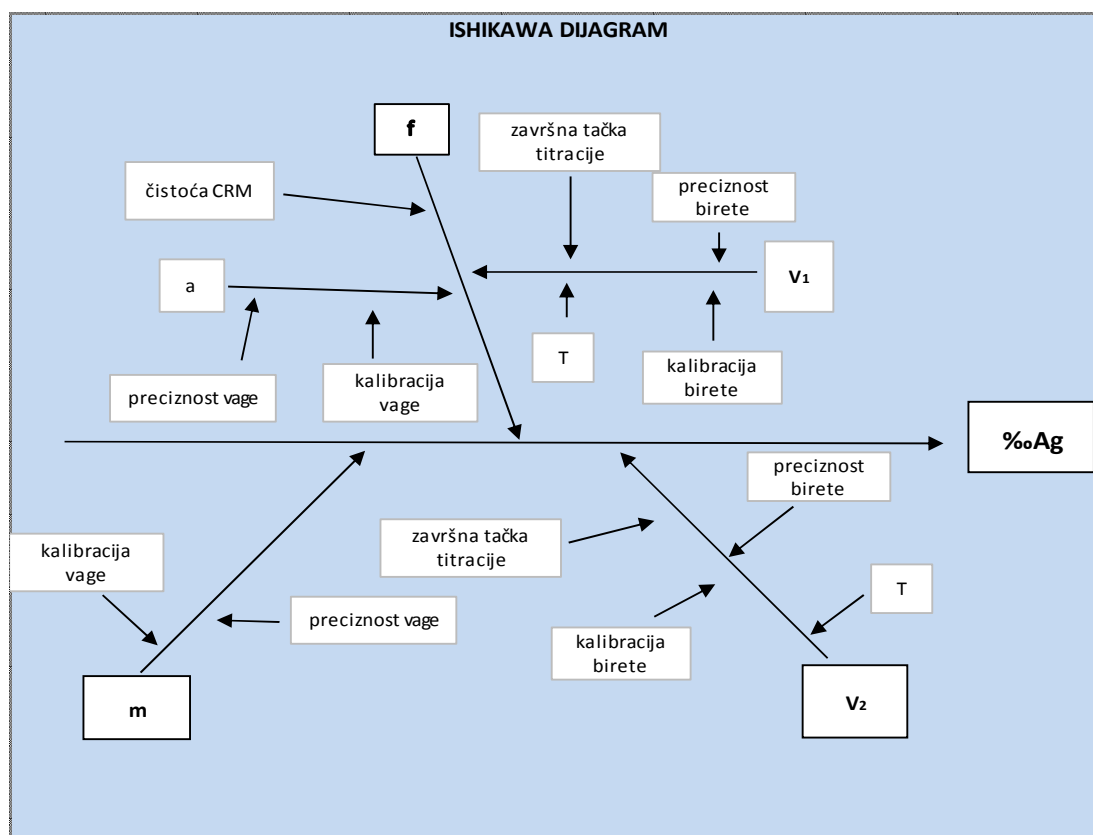 ISHIKAWA DIJAGRAM
f
završna tačka
titracije
čistoća CRM
preciznost
birete
a
V₁
T
preciznost vage
kalibracija
vage
kalibracija
birete
‰Ag
preciznost
birete
završna tačka
titracije
kalibracija
vage
T
preciznost vage
kalibracija
birete
m
V₂